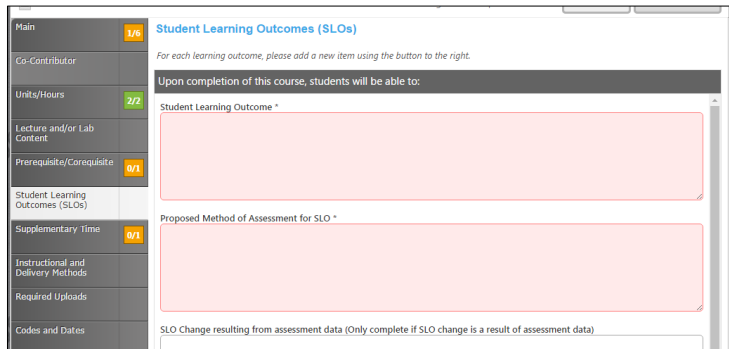 Main
1/6
Co-Contributor
Units/Hours
2/2
Lecture and/or Lab
Content
Prerequisite/Corequisite
0/1
Student Learning
Outcomes (SLOs)
Supplementary Time
0/1
Instructional and
Delivery Methods
Required Uploads
Codes and Dates
Student Learning Outcomes (SLOs)
For each learning outcome, please add a new item using the button to the right.
Upon completion of this course, students will be able to:
Student Learning Outcome *
Proposed Method of Assessment for SLO *
SLO Change resulting from assessment data (Only complete if SLO change is a result of assessment data)